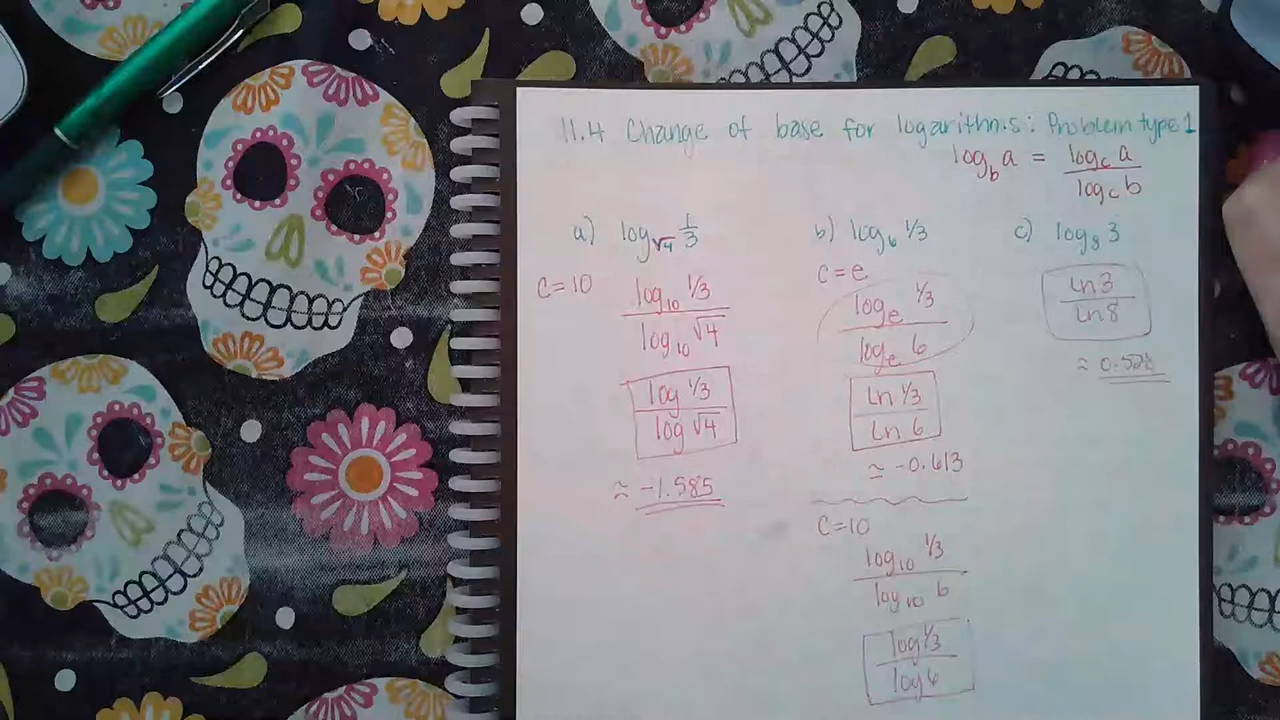 11.4 Change of base for logarithms: Problem type 1
log_b a = log_c a / log_c b
a) log_√4 1/3
C=10
log_10 1/3 / log_10 √4
log 1/3 / log √4
≈ -1.585
b) log_6 1/3
C=e
log_e 1/3 / log_e 6
Ln 1/3 / Ln 6
≈ -0.613
C=10
log_10 1/3 / log_10 6
log 1/3 / log 6
c) log_8 3
Ln 3 / Ln 8
≈ 0.528